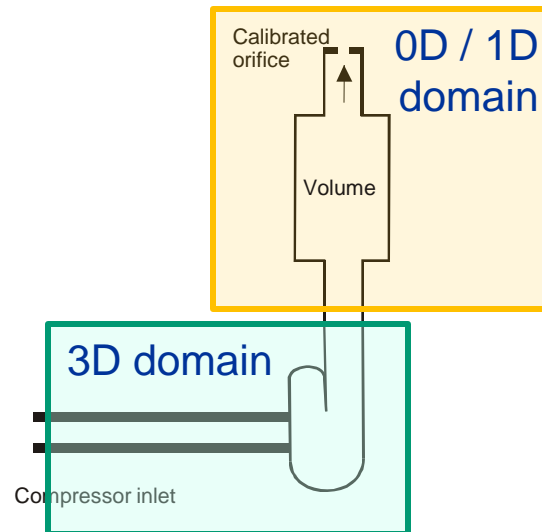 Calibrated
orifice
0D / 1D
domain
Volume
3D domain
Compressor inlet